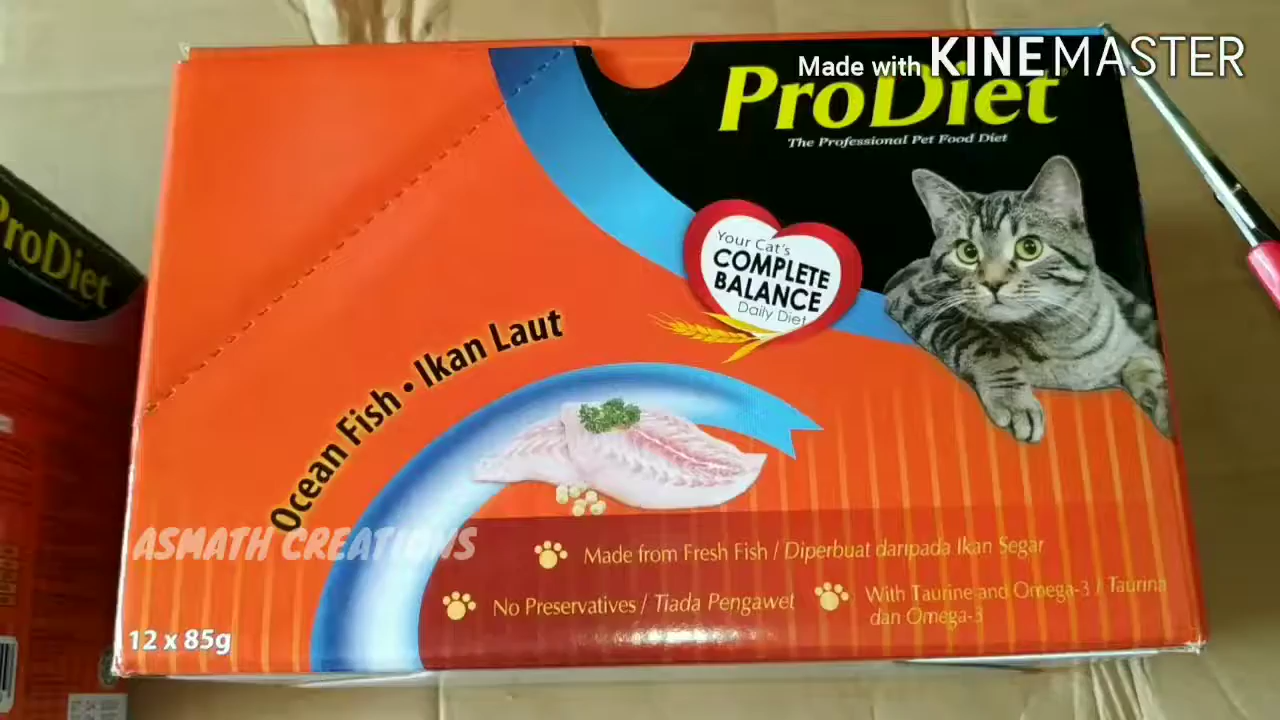 Made with KINEMASTER
ProDiet
The Professional Pet Food Diet
ProDiet
Your Cat's
COMPLETE
BALANCE
Daily Diet
Ocean Fish • Ikan Laut
ASMATH CREATIONS
Made from Fresh Fish / Diperbuat daripada Ikan Segar
No Preservatives / Tiada Pengawet
With Taurine and Omega-3 / Taurina
dan Omega-3
12 x 85g